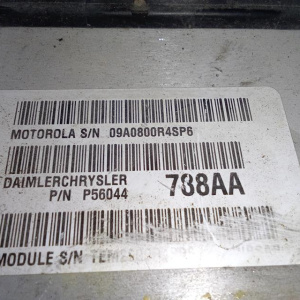 MOTOROLA S/N 09A0800R4SP6
DAIMLERCHRYSLER
P/N P56044 788AA
MODULE S/N